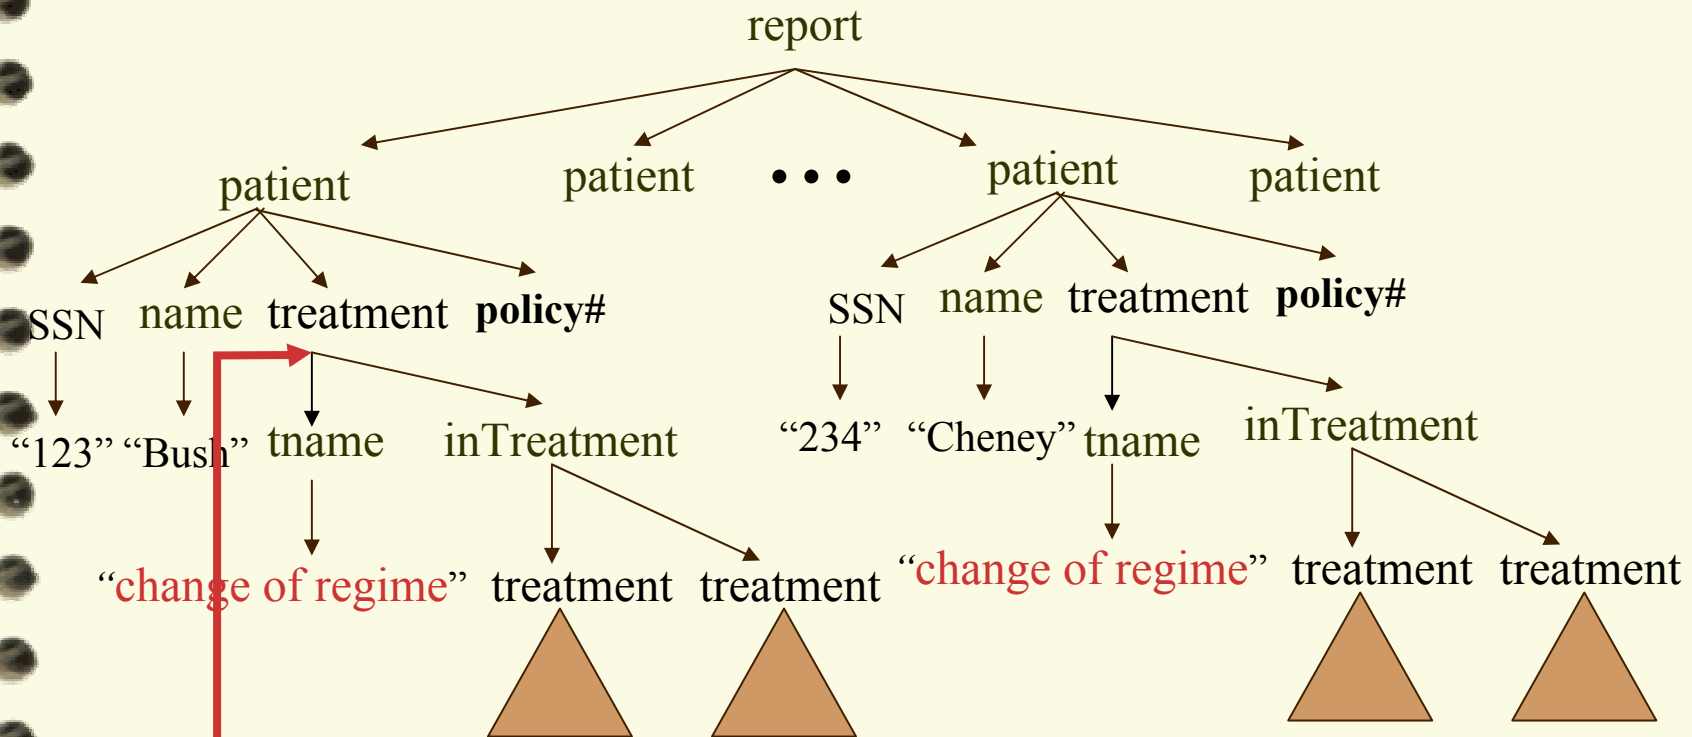 report
patient patient • • • patient patient
SSN name treatment policy# SSN name treatment policy#
“123” “Bush” tname inTreatment “234” “Cheney” tname inTreatment
“change of regime” treatment treatment “change of regime” treatment treatment